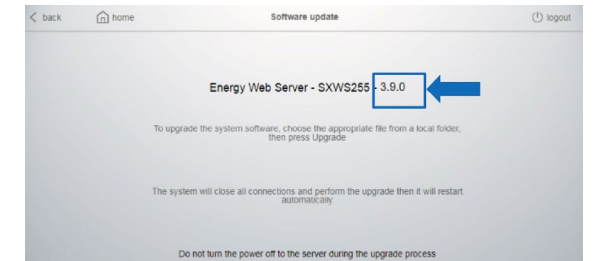 back home Software update logout
Energy Web Server - SXWS255 - 3.9.0
To upgrade the system software, choose the appropriate file from a local folder,
then press Upgrade
The system will close all connections and perform the upgrade then it will restart
automatically
Do not turn the power off to the server during the upgrade process